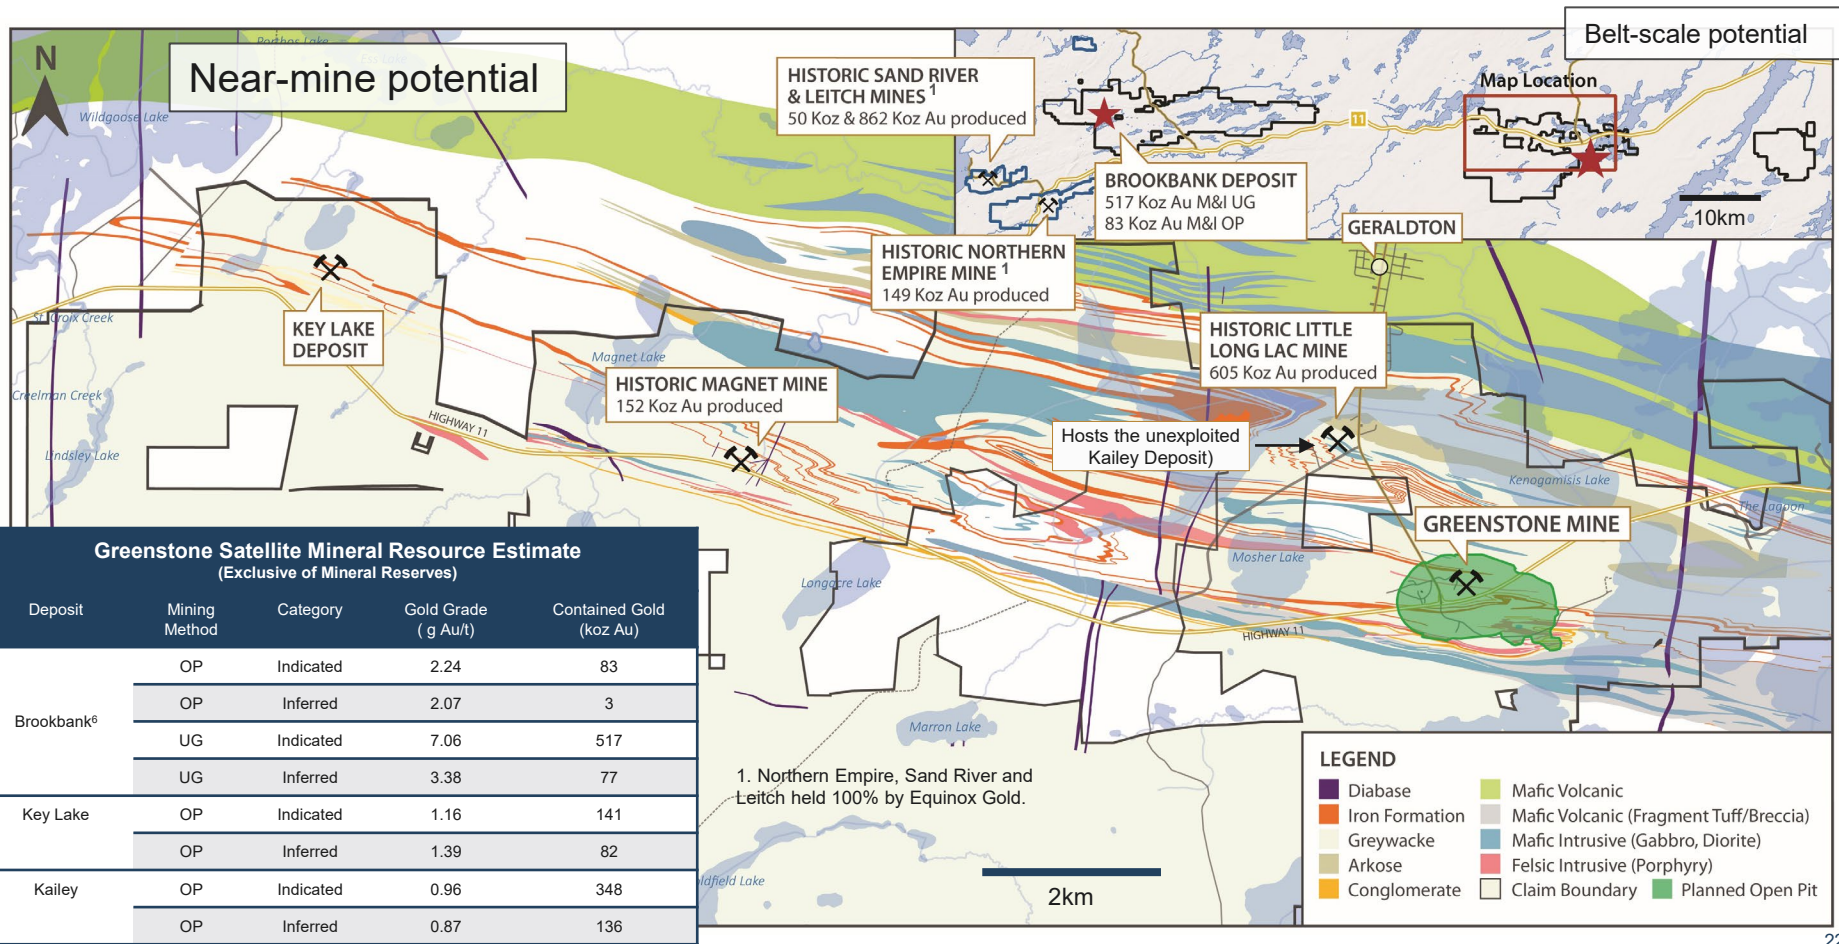 Belt-scale potential
Near-mine potential
N
Porthos Lake
Wildgoose Lake
HISTORIC SAND RIVER
& LEITCH MINES 1
50 Koz & 862 Koz Au produced
11
Map Location
10km
BROOKBANK DEPOSIT
517 Koz Au M&I UG
83 Koz Au M&I OP
HISTORIC NORTHERN
EMPIRE MINE 1
149 Koz Au produced
GERALDTON
KEY LAKE
DEPOSIT
St. Croix Creek
Creelman Creek
Lindsley Lake
HIGHWAY 11
Magnet Lake
HISTORIC MAGNET MINE
152 Koz Au produced
HISTORIC LITTLE
LONG LAC MINE
605 Koz Au produced
Hosts the unexploited
Kailey Deposit)
Kenogamisis Lake
The Lagoon
GREENSTONE MINE
Mosher Lake
Longacre Lake
HIGHWAY 11
Marron Lake
Greenstone Satellite Mineral Resource Estimate
(Exclusive of Mineral Reserves)
Deposit Mining Method Category Gold Grade ( g Au/t) Contained Gold (koz Au)
OP Indicated 2.24 83
OP Inferred 2.07 3
Brookbank6
UG Indicated 7.06 517
UG Inferred 3.38 77
Key Lake OP Indicated 1.16 141
OP Inferred 1.39 82
Kailey OP Indicated 0.96 348
OP Inferred 0.87 136
1. Northern Empire, Sand River and
Leitch held 100% by Equinox Gold.
2km
LEGEND
Diabase
Iron Formation
Greywacke
Arkose
Conglomerate
Mafic Volcanic
Mafic Volcanic (Fragment Tuff/Breccia)
Mafic Intrusive (Gabbro, Diorite)
Felsic Intrusive (Porphyry)
Claim Boundary
Planned Open Pit